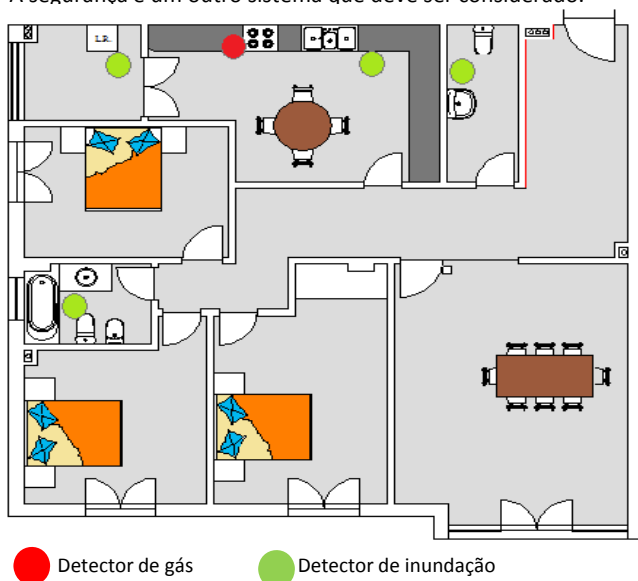 A segurança é um outro sistema que deve ser considerado.
L.R.
Detector de gás
Detector de inundação